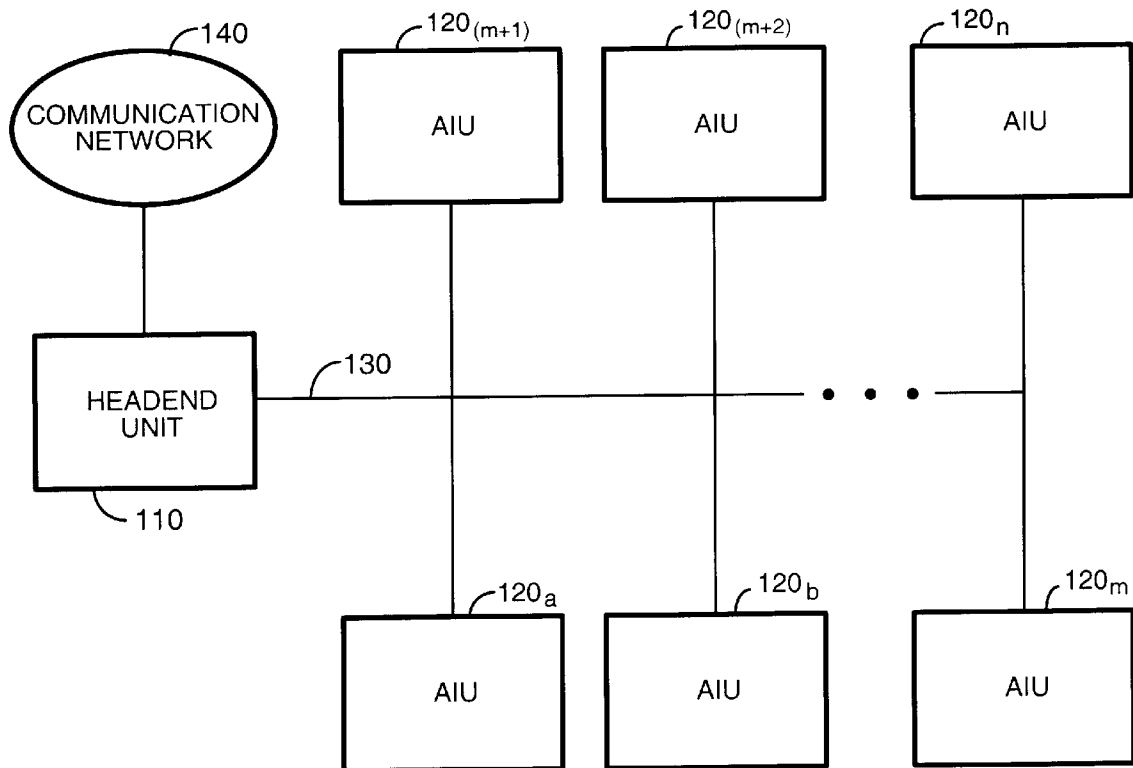 140
120(m+1)
120(m+2)
120n
COMMUNICATION
NETWORK
AIU
AIU
AIU
130
HEADEND
UNIT
110
120a
120b
120m
AIU
AIU
AIU